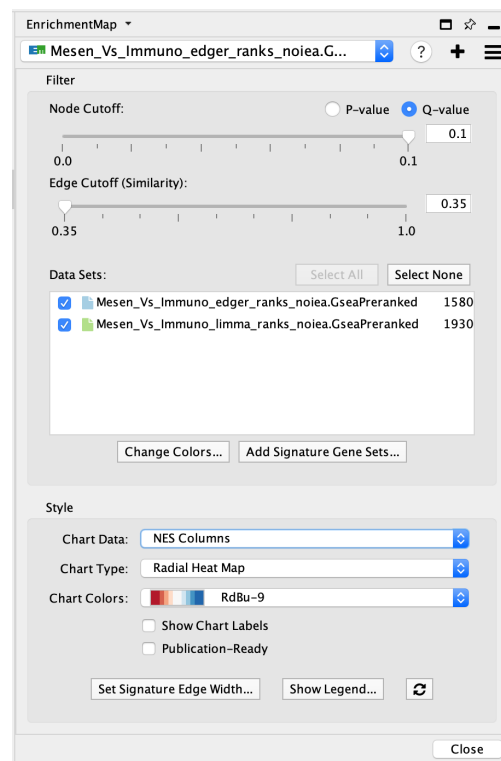 EnrichmentMap
Mesen_Vs_Immuno_edger_ranks_noiea.G...
?
Filter
Node Cutoff:
P-value
Q-value
0.1
0.0
0.1
Edge Cutoff (Similarity):
0.35
0.35
1.0
Data Sets:
Select All
Select None
Mesen_Vs_Immuno_edger_ranks_noiea.GseaPreranked 1580
Mesen_Vs_Immuno_limma_ranks_noiea.GseaPreranked 1930
Change Colors...
Add Signature Gene Sets...
Style
Chart Data: NES Columns
Chart Type: Radial Heat Map
Chart Colors: RdBu-9
Show Chart Labels
Publication-Ready
Set Signature Edge Width...
Show Legend...
Close